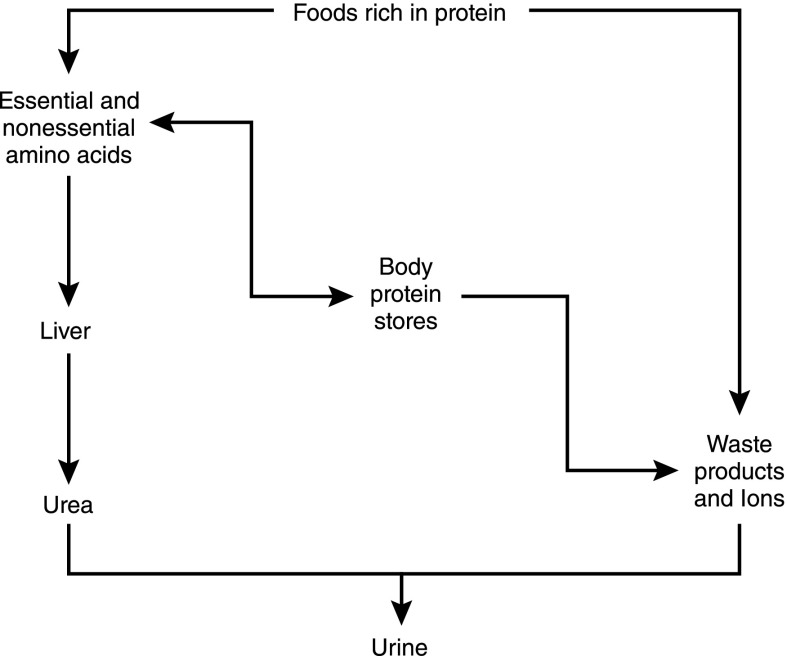 Foods rich in protein
Essential and
nonessential
amino acids
Body
protein
stores
Liver
Waste
products
and Ions
Urea
Urine